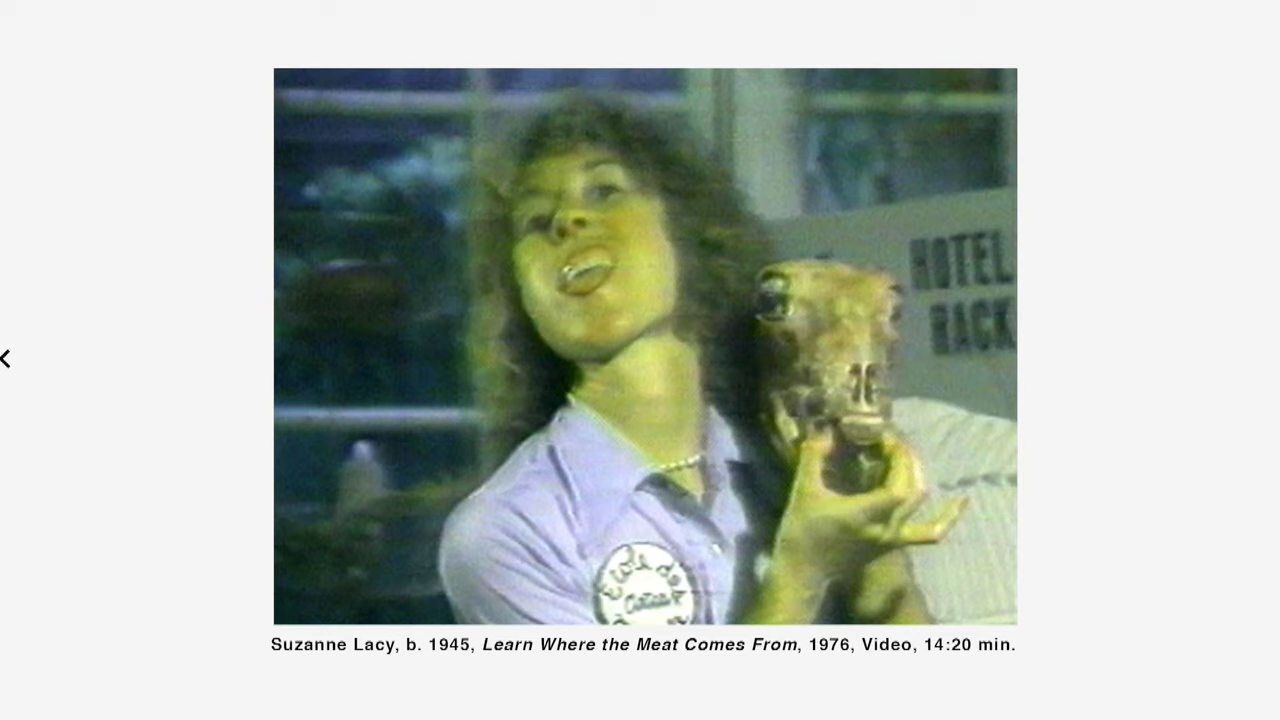 HOTEL
RACK
Suzanne Lacy, b. 1945, Learn Where the Meat Comes From, 1976, Video, 14:20 min.